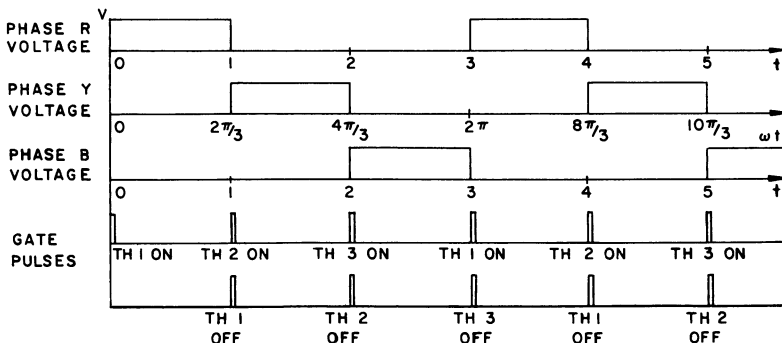 V
PHASE R
VOLTAGE
0 1 2 3 4 5 t
PHASE Y
VOLTAGE
0 2π/3 4π/3 2π 8π/3 10π/3 ωt
PHASE B
VOLTAGE
0 1 2 3 4 5 t
GATE
PULSES
TH 1 ON TH 2 ON TH 3 ON TH 1 ON TH 2 ON TH 3 ON
TH 1 TH 2 TH 3 TH 1 TH 2
OFF OFF OFF OFF OFF